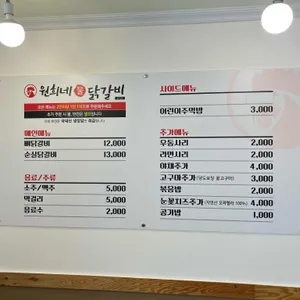 원회네 닭갈비
메인메뉴
뼈닭갈비 12,000
순살닭갈비 13,000
음료/주류
소주/맥주 5,000
막걸리 5,000
음료수 2,000
사이드메뉴
어린이주먹밥 3,000
추가메뉴
우동사리 2,000
라면사리 2,000
야채추가 4,000
고구마추가 3,000
볶음밥 2,000
눈꽃치즈추가 4,000
공기밥 1,000